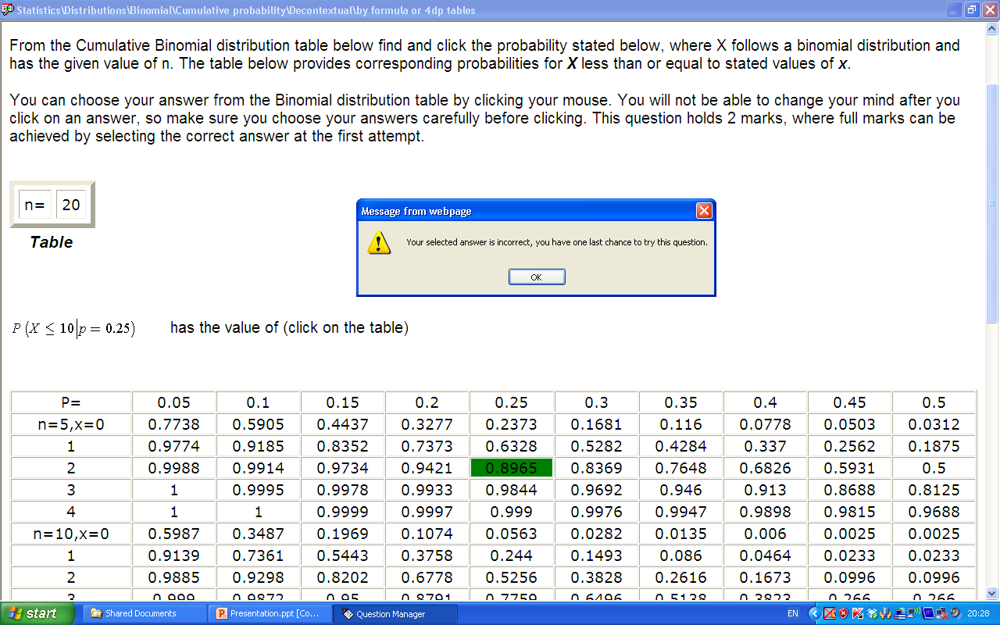 Statistics\Distributions\Binomial\Cumulative probability\Decontextual\by formula or 4dp tables
From the Cumulative Binomial distribution table below find and click the probability stated below, where X follows a binomial distribution and
has the given value of n. The table below provides corresponding probabilities for X less than or equal to stated values of x.
You can choose your answer from the Binomial distribution table by clicking your mouse. You will not be able to change your mind after you
click on an answer, so make sure you choose your answers carefully before clicking. This question holds 2 marks, where full marks can be
achieved by selecting the correct answer at the first attempt.
n= 20
Table
Message from webpage
Your selected answer is incorrect, you have one last chance to try this question.
OK
P (X ≤ 10|p = 0.25) has the value of (click on the table)
P= 0.05 0.1 0.15 0.2 0.25 0.3 0.35 0.4 0.45 0.5
n=5,x=0 0.7738 0.5905 0.4437 0.3277 0.2373 0.1681 0.116 0.0778 0.0503 0.0312
1 0.9774 0.9185 0.8352 0.7373 0.6328 0.5282 0.4284 0.337 0.2562 0.1875
2 0.9988 0.9914 0.9734 0.9421 0.8965 0.8369 0.7648 0.6826 0.5931 0.5
3 1 0.9995 0.9978 0.9933 0.9844 0.9692 0.946 0.913 0.8688 0.8125
4 1 1 0.9999 0.9997 0.999 0.9976 0.9947 0.9898 0.9815 0.9688
n=10,x=0 0.5987 0.3487 0.1969 0.1074 0.0563 0.0282 0.0135 0.006 0.0025 0.0025
1 0.9139 0.7361 0.5443 0.3758 0.244 0.1493 0.086 0.0464 0.0233 0.0233
2 0.9885 0.9298 0.8202 0.6778 0.5256 0.3828 0.2616 0.1673 0.0996 0.0996
3 0.999 0.9872 0.95 0.8791 0.7759 0.6496 0.5138 0.3823 0.266 0.266
start Shared Documents Presentation.ppt [Co... Question Manager EN 20:28